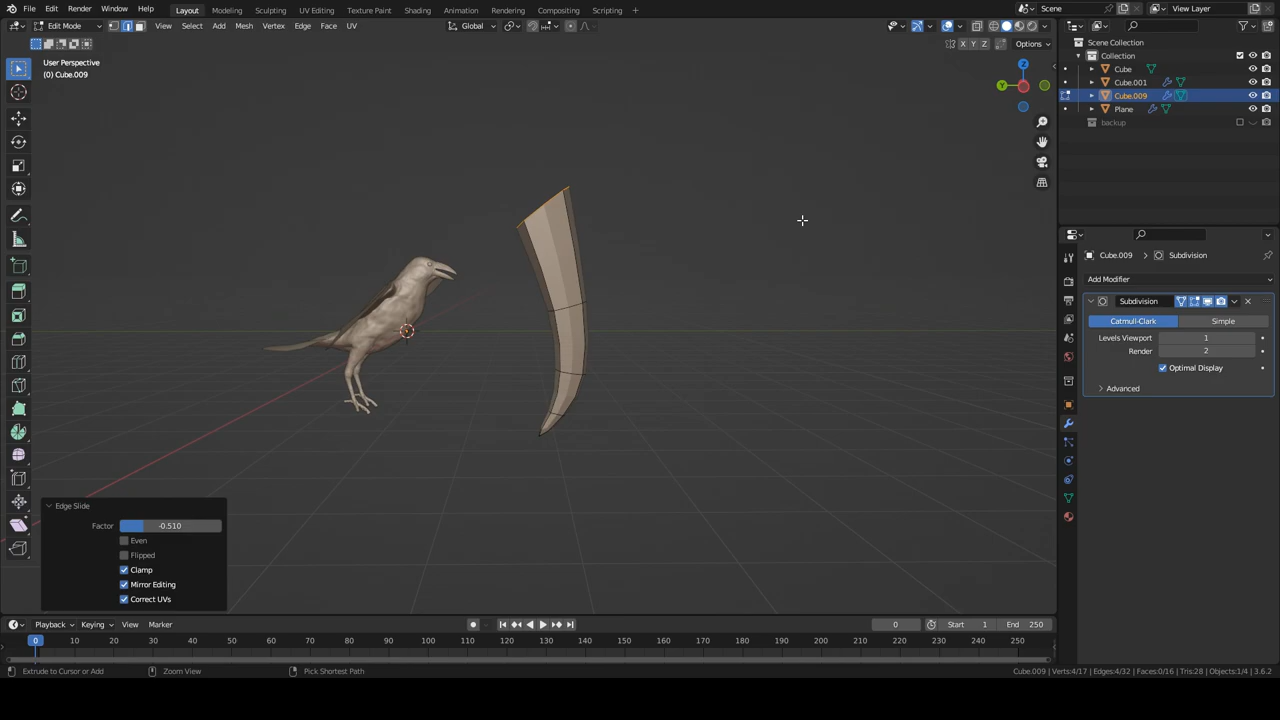 File Edit Render Window Help Layout Modeling Sculpting UV Editing Texture Paint Shading Animation Rendering Compositing Scripting + Scene View Layer
Edit Mode View Select Add Mesh Vertex Edge Face UV Global
X Y Z Options
User Perspective
(0) Cube.009
Z
Y
Scene Collection
Collection
Cube
Cube.001
Cube.009
Plane
backup
Cube.009 > Subdivision
Add Modifier
Subdivision
Catmull-Clark Simple
Levels Viewport 1
Render 2
Optimal Display
Advanced
Edge Slide
Factor -0.510
Even
Flipped
Clamp
Mirror Editing
Correct UVs
Playback Keying View Marker 0 Start 1 End 250
0 10 20 30 40 50 60 70 80 90 100 110 120 130 140 150 160 170 180 190 200 210 220 230 240 250
Extrude to Cursor or Add Zoom View Pick Shortest Path Cube.009 | Verts:4/17 | Edges:4/32 | Faces:0/16 | Tris:28 | Objects:1/4 | 3.6.2